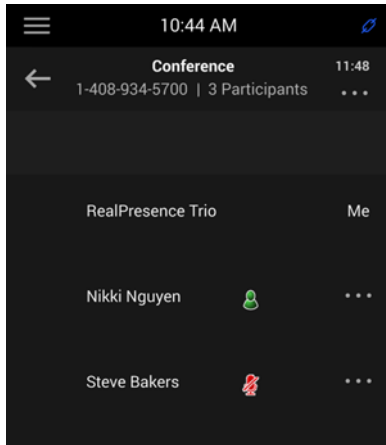 10:44 AM
Conference 11:48
1-408-934-5700 | 3 Participants
RealPresence Trio Me
Nikki Nguyen
Steve Bakers